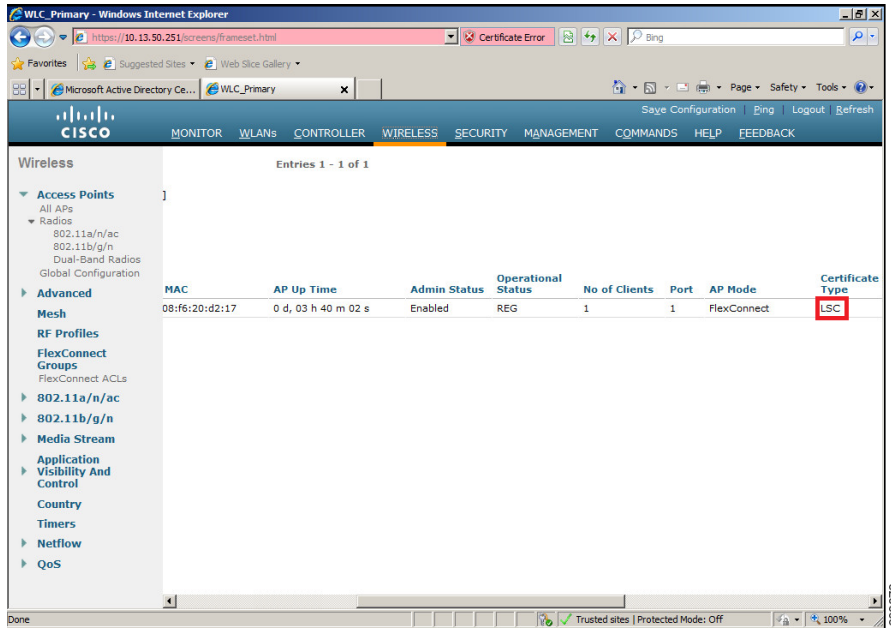 WLC_Primary - Windows Internet Explorer
https://10.13.50.251/screens/frameset.html
Certificate Error
Bing
Favorites
Suggested Sites
Web Slice Gallery
Microsoft Active Directory Ce...
WLC_Primary
Page
Safety
Tools
Save Configuration | Ping | Logout | Refresh
CISCO
MONITOR WLANs CONTROLLER WIRELESS SECURITY MANAGEMENT COMMANDS HELP FEEDBACK
Wireless
Access Points
All APs
Radios
802.11a/n/ac
802.11b/g/n
Dual-Band Radios
Global Configuration
Advanced
Mesh
RF Profiles
FlexConnect
Groups
FlexConnect ACLs
802.11a/n/ac
802.11b/g/n
Media Stream
Application
Visibility And
Control
Country
Timers
Netflow
QoS
Entries 1 - 1 of 1
]
MAC AP Up Time Admin Status Operational Status No of Clients Port AP Mode Certificate Type
08:f6:20:d2:17 0 d, 03 h 40 m 02 s Enabled REG 1 1 FlexConnect LSC
Done
Trusted sites | Protected Mode: Off
100%